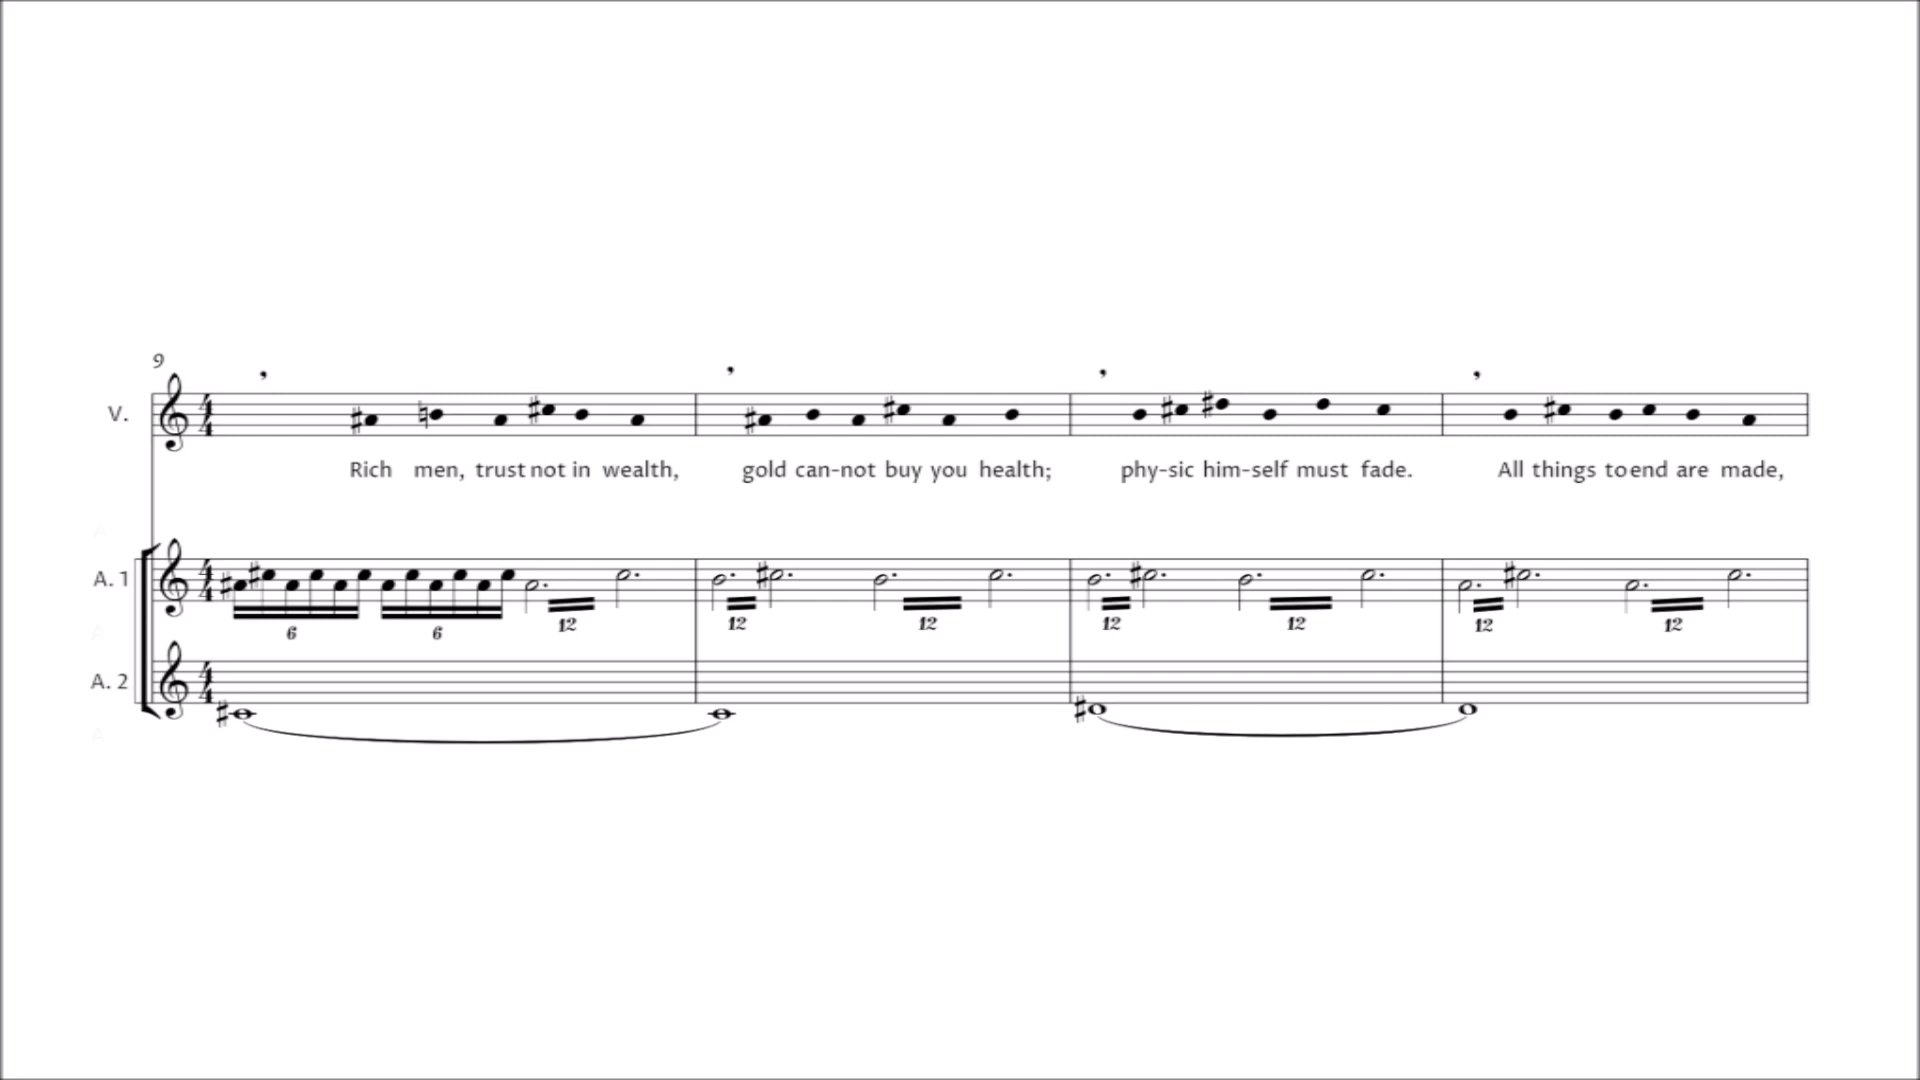 9
V.
Rich men, trust not in wealth, gold can-not buy you health; phy-sic him-self must fade. All things to end are made,
A. 1
6 6 12 12 12 12 12 12 12
A. 2